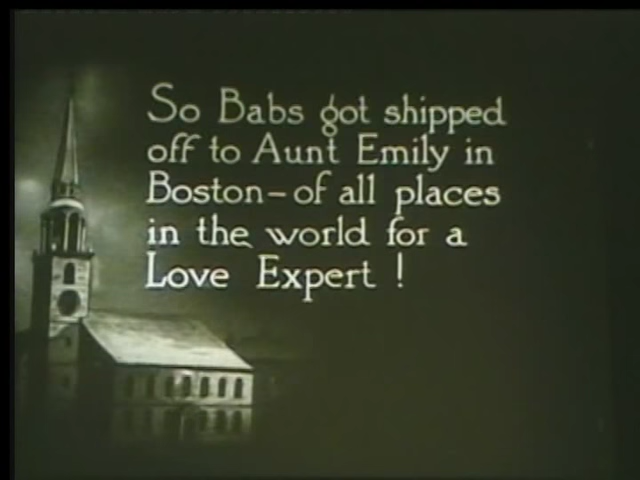 So Babs got shipped
off to Aunt Emily in
Boston–of all places
in the world for a
Love Expert !